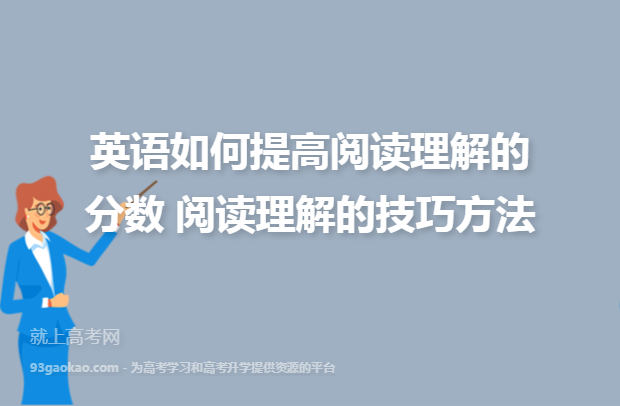 英语如何提高阅读理解的
分数 阅读理解的技巧方法
就上高考网
93gaokao.com - 为高考学习和高考升学提供资源的平台